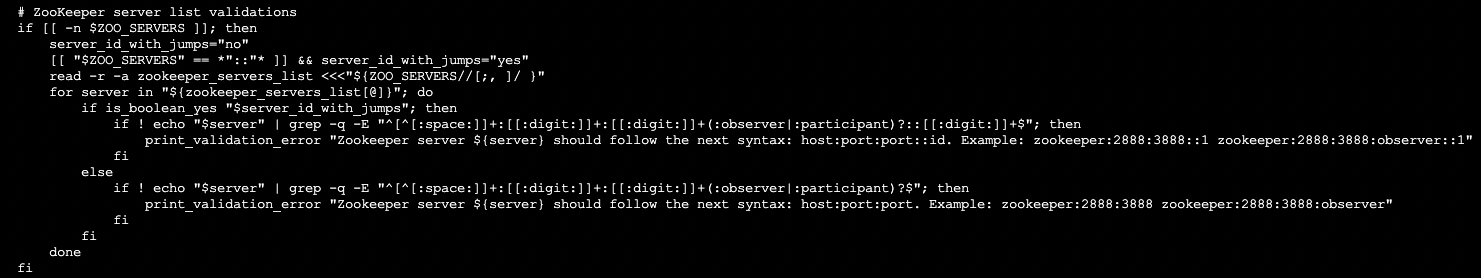 # ZooKeeper server list validations
if [[ -n $ZOO_SERVERS ]]; then
    server_id_with_jumps="no"
    [[ "$ZOO_SERVERS" == *"::"* ]] && server_id_with_jumps="yes"
    read -r -a zookeeper_servers_list <<<"${ZOO_SERVERS//[;, ]/ }"
    for server in "${zookeeper_servers_list[@]}"; do
        if is_boolean_yes "$server_id_with_jumps"; then
            if ! echo "$server" | grep -q -E "^[^[:space:]]+:[[:digit:]]+:[[:digit:]]+(:observer|:participant)?::[[:digit:]]+$"; then
                print_validation_error "Zookeeper server ${server} should follow the next syntax: host:port:port::id. Example: zookeeper:2888:3888::1 zookeeper:2888:3888:observer::1"
            fi
        else
            if ! echo "$server" | grep -q -E "^[^[:space:]]+:[[:digit:]]+:[[:digit:]]+(:observer|:participant)?$"; then
                print_validation_error "Zookeeper server ${server} should follow the next syntax: host:port:port. Example: zookeeper:2888:3888 zookeeper:2888:3888:observer"
            fi
        fi
    done
fi